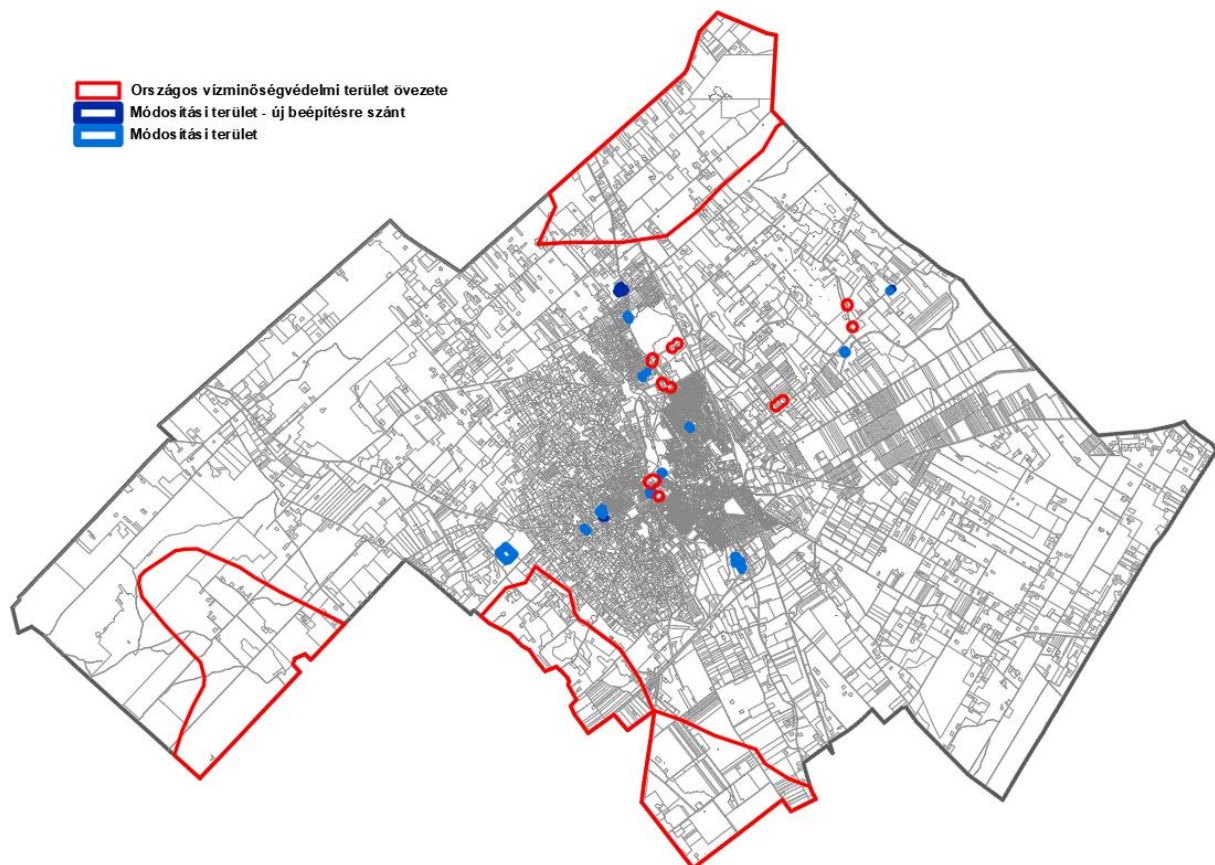 Országos vízminőségvédelmi terület övezete
Módosítási terület - új beépítésre szánt
Módosítási terület